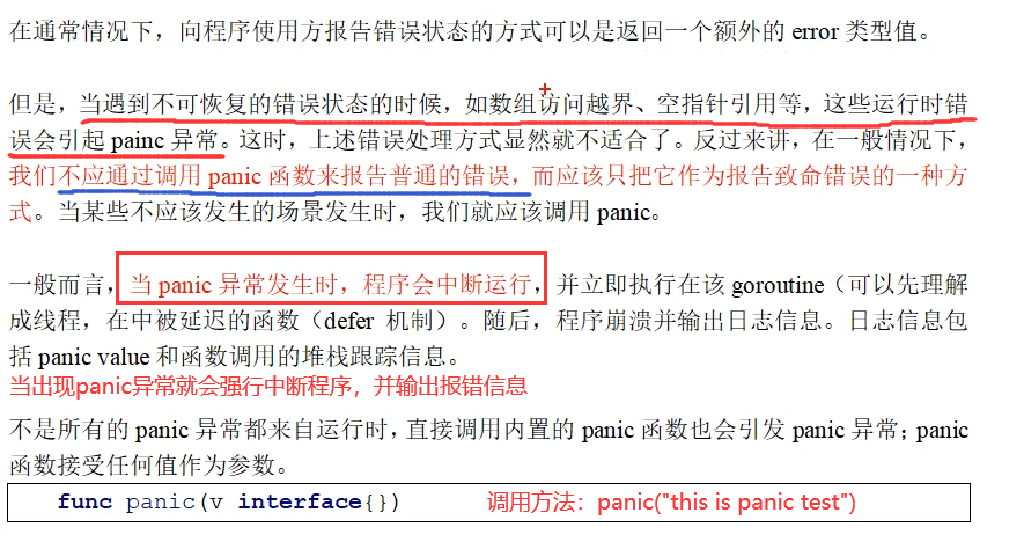 在通常情况下，向程序使用方报告错误状态的方式可以是返回一个额外的 error 类型值。
但是，当遇到不可恢复的错误状态的时候，如数组访问越界、空指针引用等，这些运行时错
误会引起 painc 异常。这时，上述错误处理方式显然就不适合了。反过来讲，在一般情况下，
我们不应通过调用 panic 函数来报告普通的错误，而应该只把它作为报告致命错误的一种方
式。当某些不应该发生的场景发生时，我们就应该调用 panic。
一般而言，当 panic 异常发生时，程序会中断运行，并立即执行在该 goroutine（可以先理解
成线程，在中被延迟的函数（defer 机制）。随后，程序崩溃并输出日志信息。日志信息包
括 panic value 和函数调用的堆栈跟踪信息。
当出现panic异常就会强行中断程序，并输出报错信息
不是所有的 panic 异常都来自运行时，直接调用内置的 panic 函数也会引发 panic 异常；panic
函数接受任何值作为参数。
func panic(v interface{}) 调用方法：panic("this is panic test")